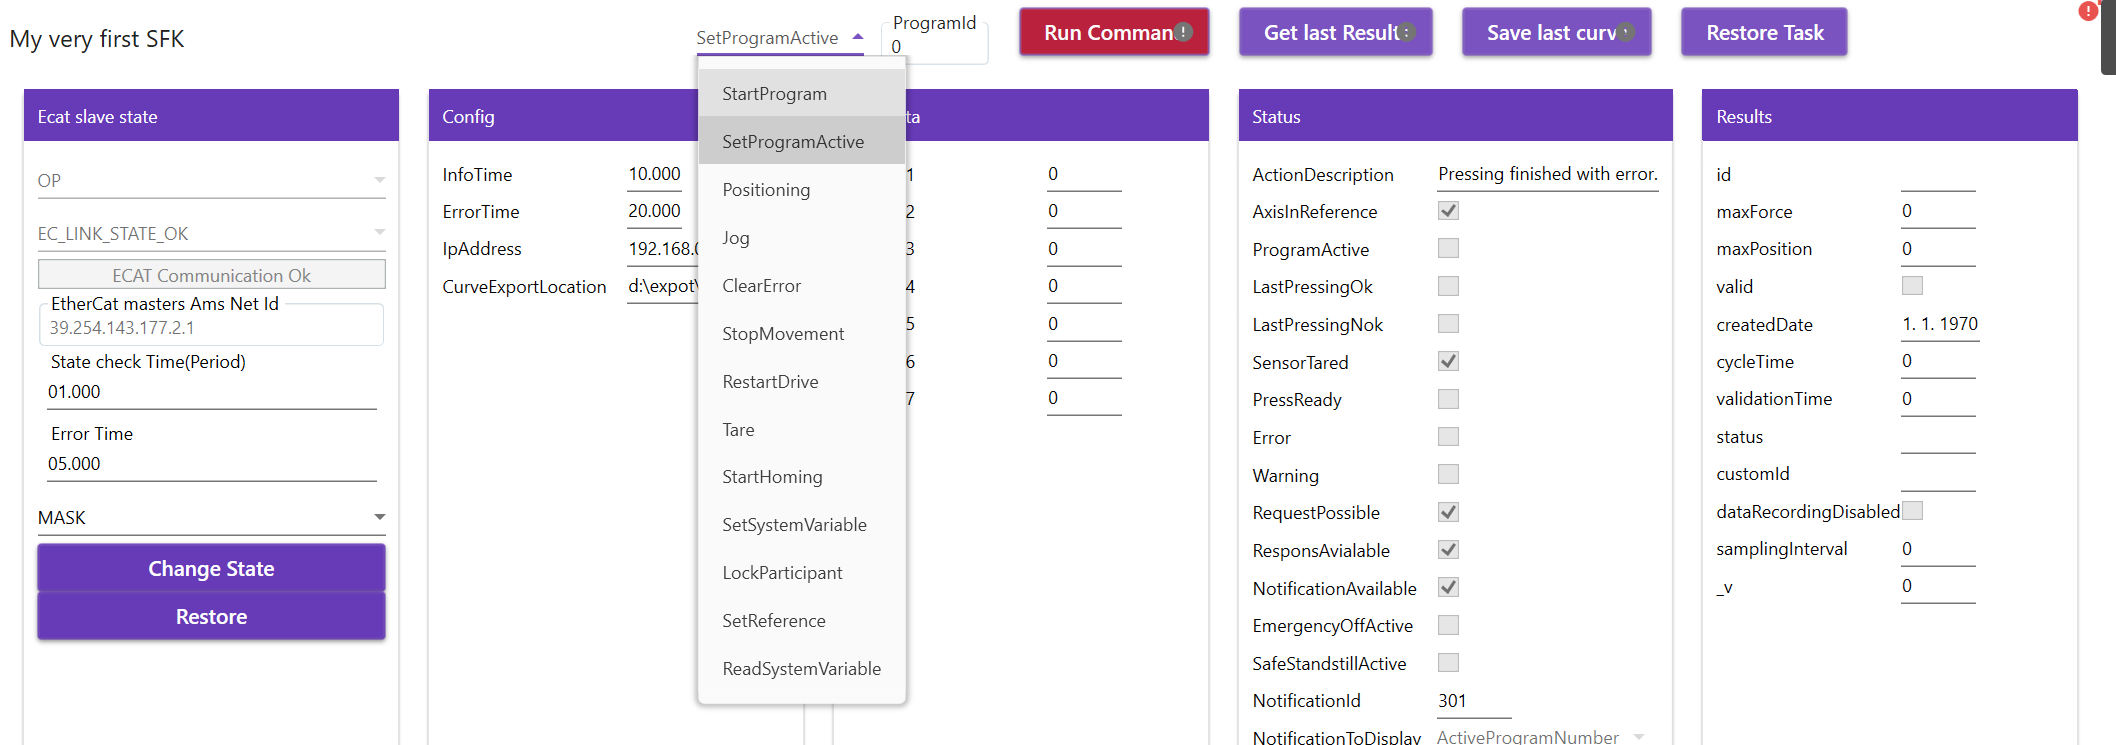 My very first SFK
SetProgramActive
ProgramId
0
Run Comman
Get last Result
Save last curv
Restore Task
StartProgram
SetProgramActive
Positioning
Jog
ClearError
StopMovement
RestartDrive
Tare
StartHoming
SetSystemVariable
LockParticipant
SetReference
ReadSystemVariable
Ecat slave state
OP
EC_LINK_STATE_OK
ECAT Communication Ok
EtherCat masters Ams Net Id
39.254.143.177.2.1
State check Time(Period)
01.000
Error Time
05.000
MASK
Change State
Restore
Config
InfoTime 10.000
ErrorTime 20.000
IpAddress 192.168.0
CurveExportLocation d:\expot\
ta
1 0
2 0
3 0
4 0
5 0
6 0
7 0
Status
ActionDescription Pressing finished with error.
AxisInReference
ProgramActive
LastPressingOk
LastPressingNok
SensorTared
PressReady
Error
Warning
RequestPossible
ResponsAvialable
NotificationAvailable
EmergencyOffActive
SafeStandstillActive
NotificationId 301
NotificationToDisplay ActiveProgramNumber
Results
id
maxForce 0
maxPosition 0
valid
createdDate 1. 1. 1970
cycleTime 0
validationTime 0
status
customId
dataRecordingDisabled
samplingInterval 0
_v 0